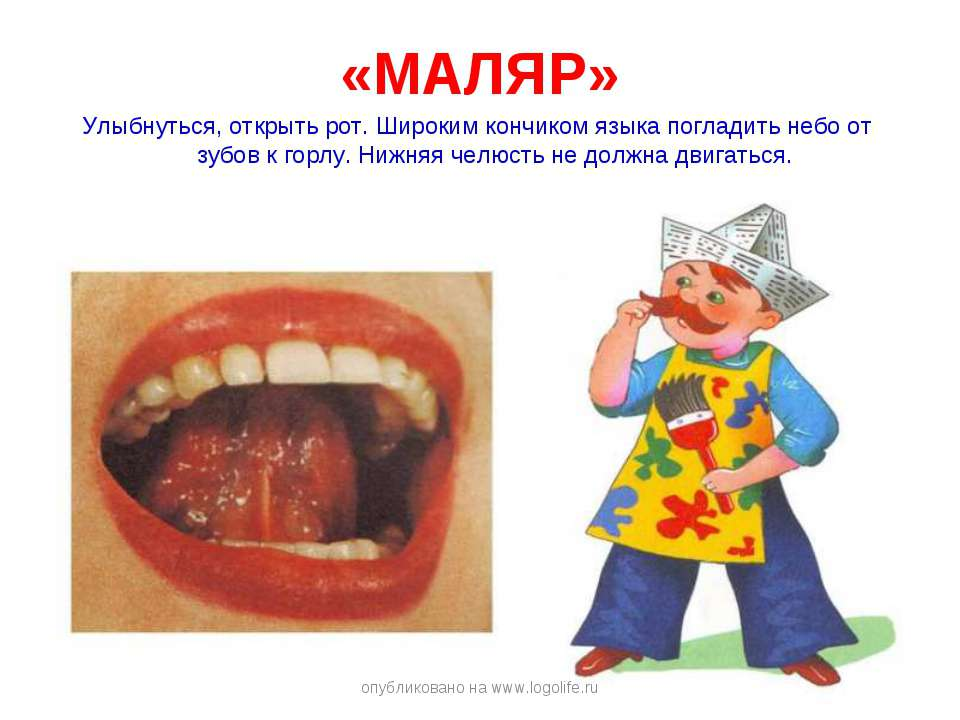 «МАЛЯР»
Улыбнуться, открыть рот. Широким кончиком языка погладить небо от
зубов к горлу. Нижняя челюсть не должна двигаться.
опубликовано на www.logolife.ru